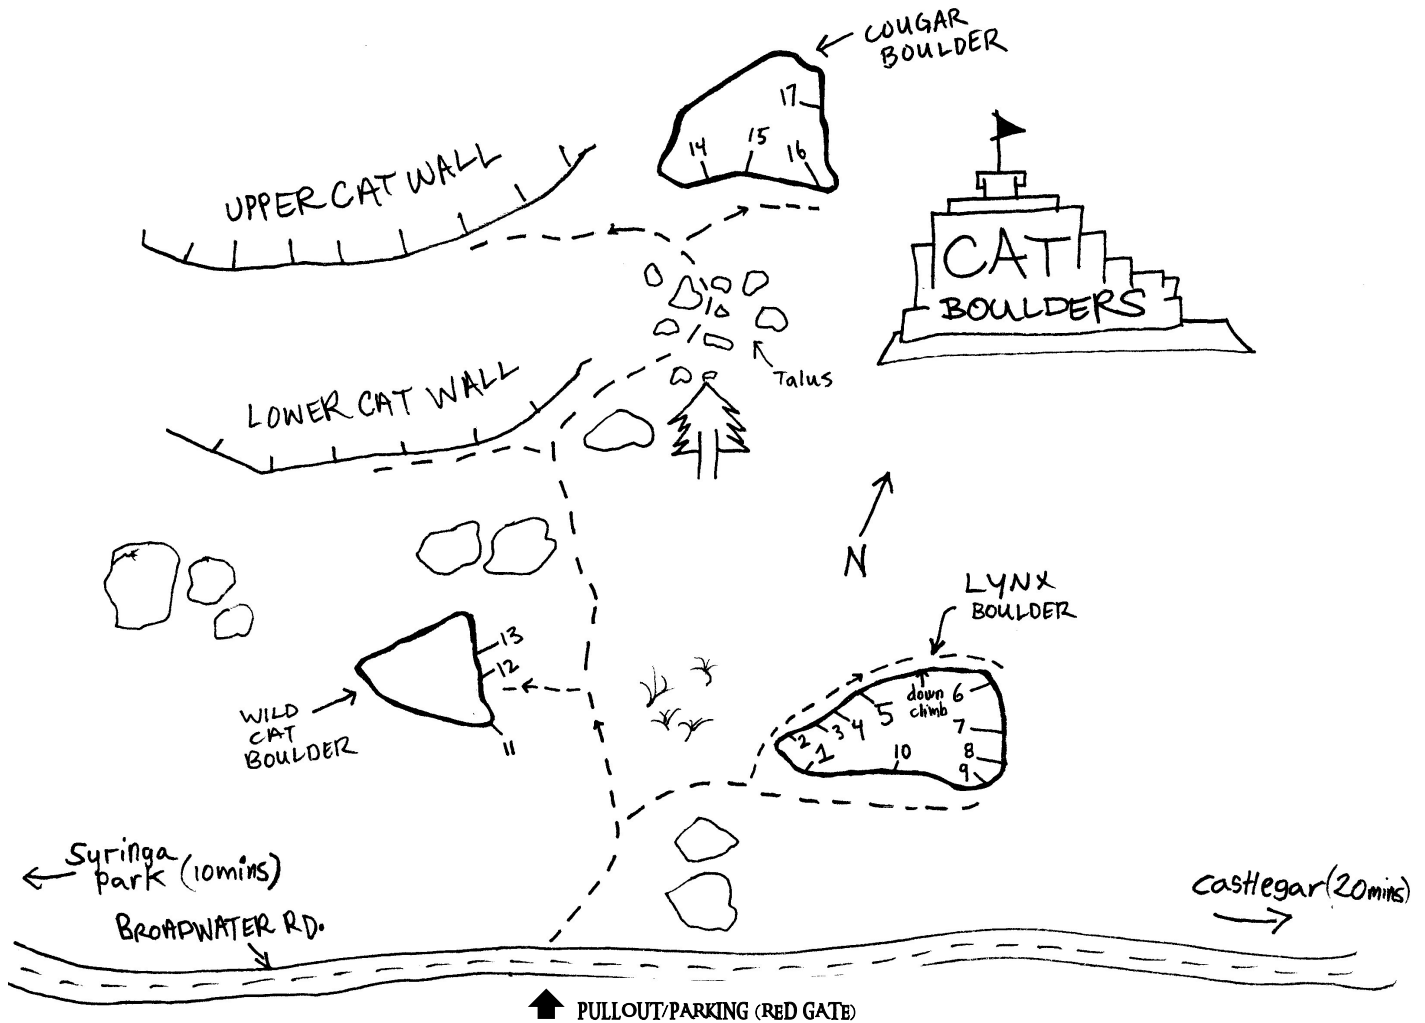 COUGAR
BOULDER
17
14
15
16
UPPER CAT WALL
CAT
BOULDERS
Talus
LOWER CAT WALL
N
LYNX
BOULDER
13
12
11
WILD
CAT
BOULDER
down
climb
6
5
4
3
2
1
7
8
9
10
Syringa
park (10mins)
Castlegar (20mins)
BROADWATER RD.
PULLOUT/PARKING (RED GATE)